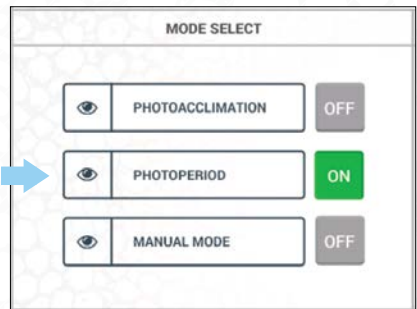 MODE SELECT
PHOTOACCLIMATION OFF
PHOTOPERIOD ON
MANUAL MODE OFF